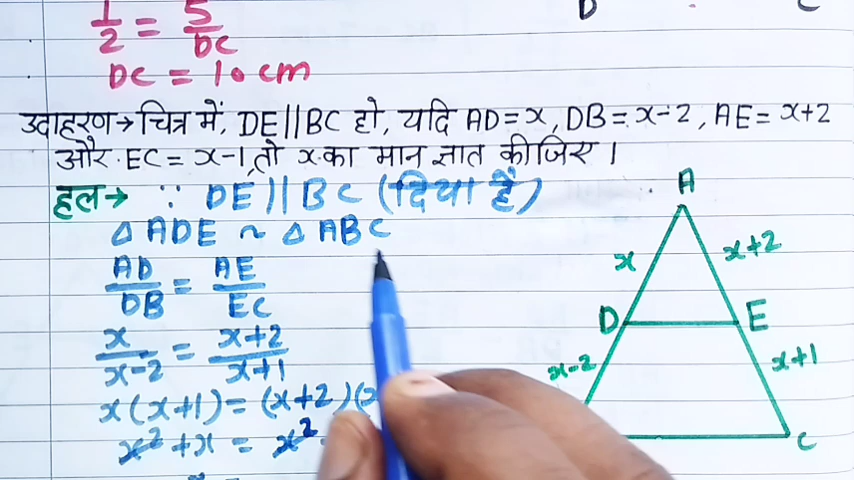 1/2 = 5/DC
D C
DC = 10 cm
उदाहरण→ चित्र में, DE||BC हो, यदि AD=x, DB=x-2, AE=x+2
और EC=x-1, तो x का मान ज्ञात कीजिए।
हल→ ∵ DE||BC (दिया हैं)
△ADE ~ △ABC
AD/DB = AE/EC
x/x-2 = x+2/x+1
x(x+1) = (x+2)(x
x²+x = x²
A
x x+2
D E
x-2 x+1
C